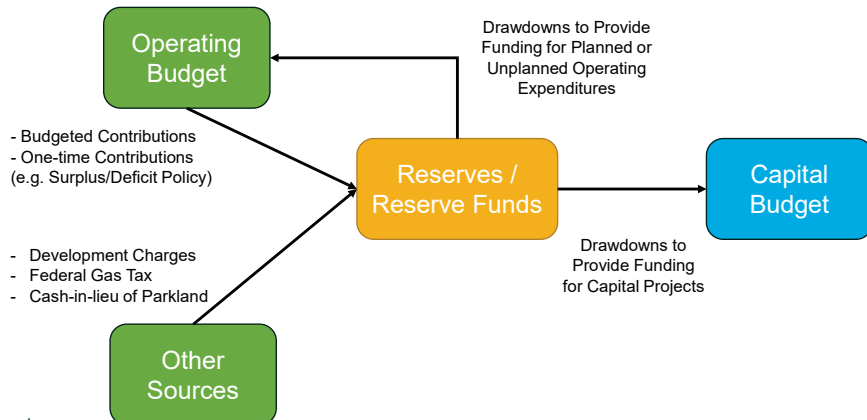 Operating
Budget
Drawdowns to Provide
Funding for Planned or
Unplanned Operating
Expenditures
- Budgeted Contributions
- One-time Contributions
(e.g. Surplus/Deficit Policy)
Reserves /
Reserve Funds
Capital
Budget
- Development Charges
- Federal Gas Tax
- Cash-in-lieu of Parkland
Drawdowns to
Provide Funding
for Capital Projects
Other
Sources